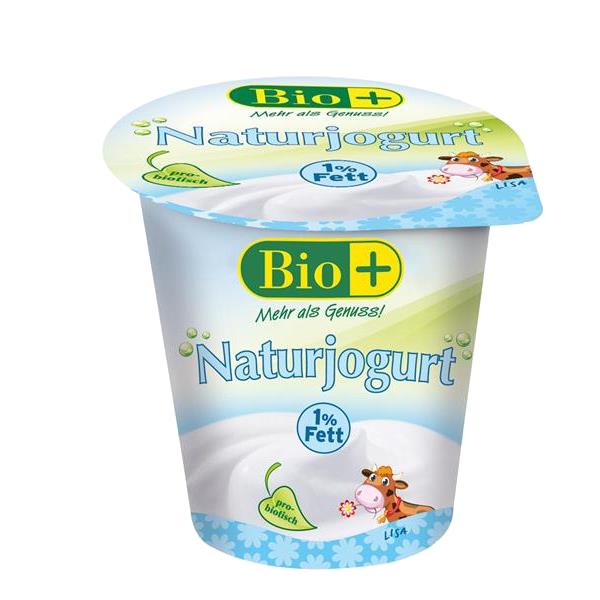 Bio +
Mehr als Genuss!
Naturjogurt
1% Fett
pro-
biotisch
LISA
Bio +
Mehr als Genuss!
Naturjogurt
1%
Fett
pro-
biotisch
LISA